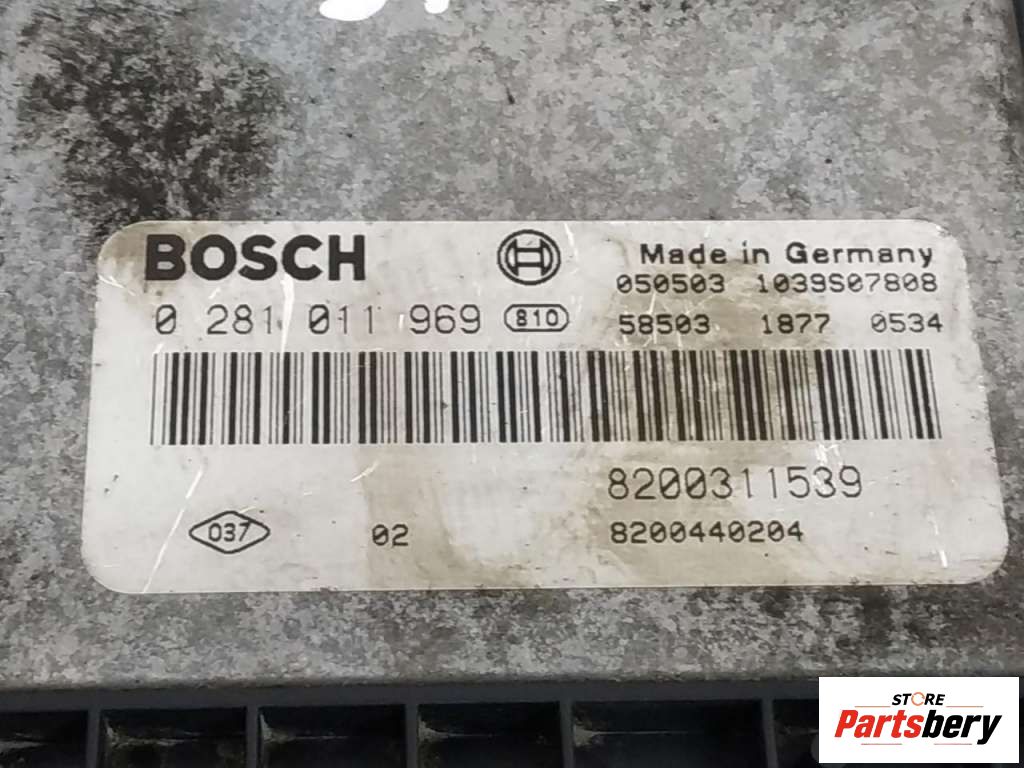 BOSCH
Made in Germany
050503 1039S07808
0 281 011 969 810
58503 1877 0534
8200311539
037 02 8200440204
STORE
Partsbery